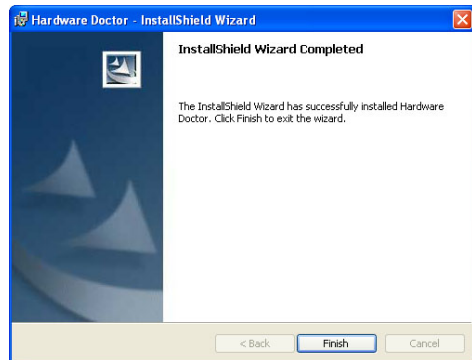 Hardware Doctor - InstallShield Wizard
InstallShield Wizard Completed
The InstallShield Wizard has successfully installed Hardware
Doctor. Click Finish to exit the wizard.
< Back Finish Cancel